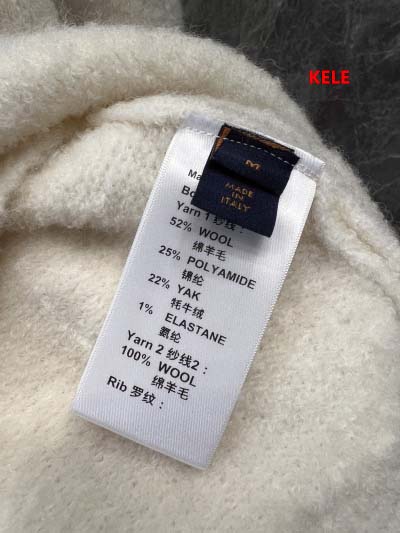 KELE
M
MADE IN
ITALY
Yarn 1 纱线:
52% WOOL
绵羊毛
25% POLYAMIDE
锦纶
22% YAK
牦牛绒
1% ELASTANE
氨纶
Yarn 2 纱线2:
100% WOOL
绵羊毛
Rib 罗纹: